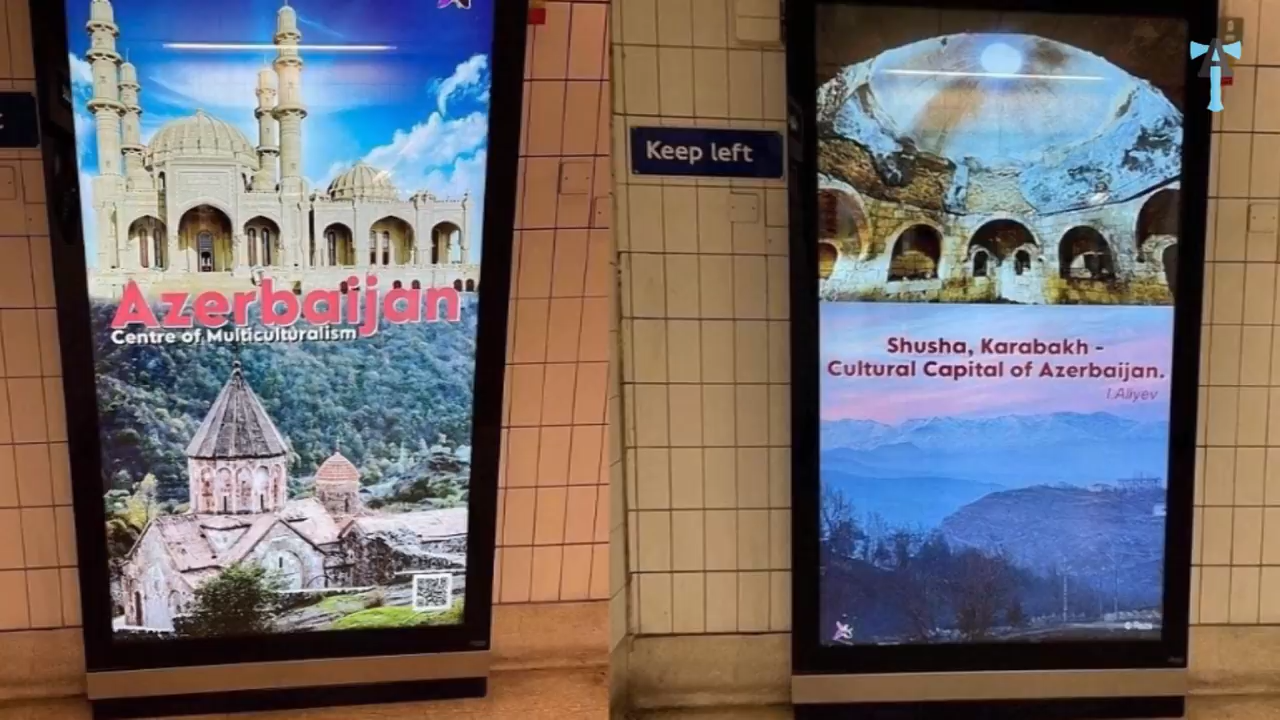 Azerbaijan
Centre of Multiculturalism
Keep left
Shusha, Karabakh -
Cultural Capital of Azerbaijan.
I.Aliyev